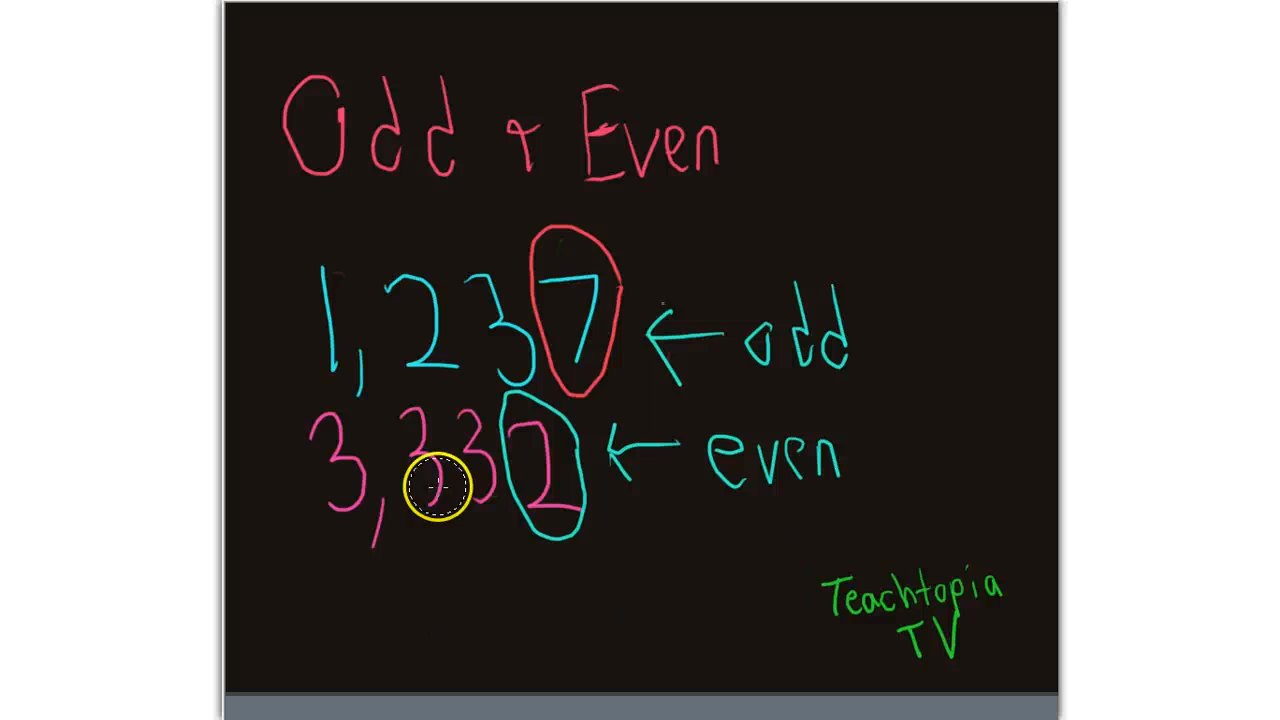 Odd + Even
1,237 ← odd
3,332 ← even
Teachtopia
TV